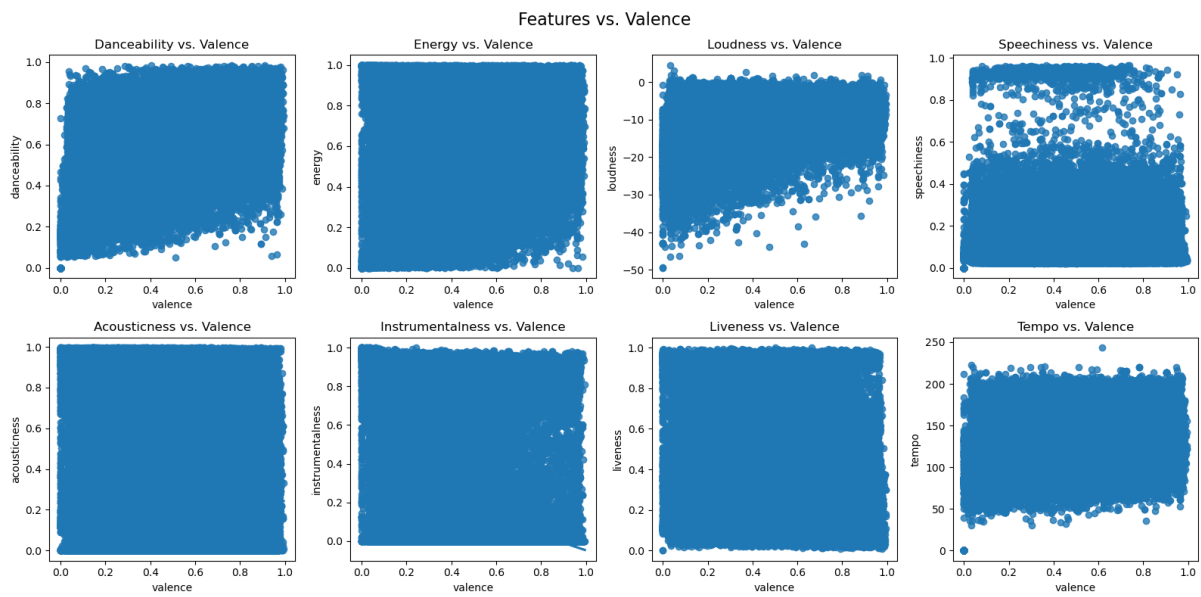 Features vs. Valence
Danceability vs. Valence
1.0
0.8
0.6
0.4
0.2
0.0
danceability
0.0 0.2 0.4 0.6 0.8 1.0
valence
Energy vs. Valence
1.0
0.8
0.6
0.4
0.2
0.0
energy
0.0 0.2 0.4 0.6 0.8 1.0
valence
Loudness vs. Valence
0
−10
−20
−30
−40
−50
loudness
0.0 0.2 0.4 0.6 0.8 1.0
valence
Speechiness vs. Valence
1.0
0.8
0.6
0.4
0.2
0.0
speechiness
0.0 0.2 0.4 0.6 0.8 1.0
valence
Acousticness vs. Valence
1.0
0.8
0.6
0.4
0.2
0.0
acousticness
0.0 0.2 0.4 0.6 0.8 1.0
valence
Instrumentalness vs. Valence
1.0
0.8
0.6
0.4
0.2
0.0
instrumentalness
0.0 0.2 0.4 0.6 0.8 1.0
valence
Liveness vs. Valence
1.0
0.8
0.6
0.4
0.2
0.0
liveness
0.0 0.2 0.4 0.6 0.8 1.0
valence
Tempo vs. Valence
250
200
150
100
50
0
tempo
0.0 0.2 0.4 0.6 0.8 1.0
valence